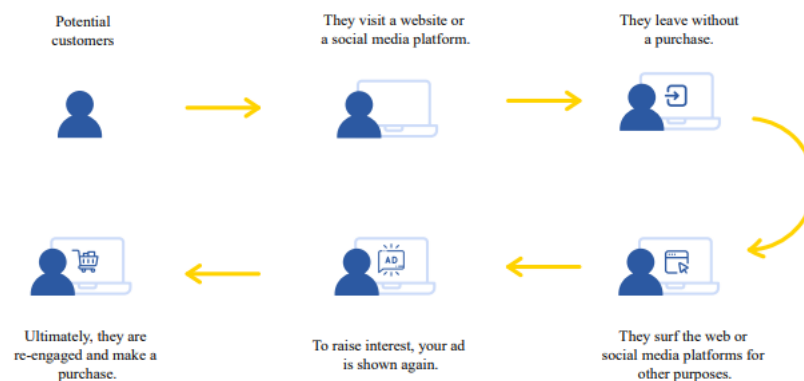 Potential
customers
They visit a website or
a social media platform.
They leave without
a purchase.
AD
Ultimately, they are
re-engaged and make a
purchase.
To raise interest, your ad
is shown again.
They surf the web or
social media platforms for
other purposes.